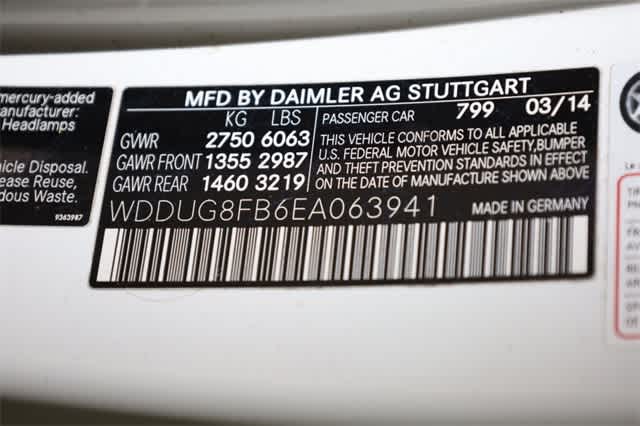 mercury-added
anufacturer:
Headlamps
icle Disposal.
ease Reuse,
dous Waste.
9363987
MFD BY DAIMLER AG STUTTGART
KG LBS
GVWR 2750 6063
GAWR FRONT 1355 2987
GAWR REAR 1460 3219
PASSENGER CAR 799 03/14
THIS VEHICLE CONFORMS TO ALL APPLICABLE
U.S. FEDERAL MOTOR VEHICLE SAFETY,BUMPER
AND THEFT PREVENTION STANDARDS IN EFFECT
ON THE DATE OF MANUFACTURE SHOWN ABOVE
WDDUG8FB6EA063941 MADE IN GERMANY